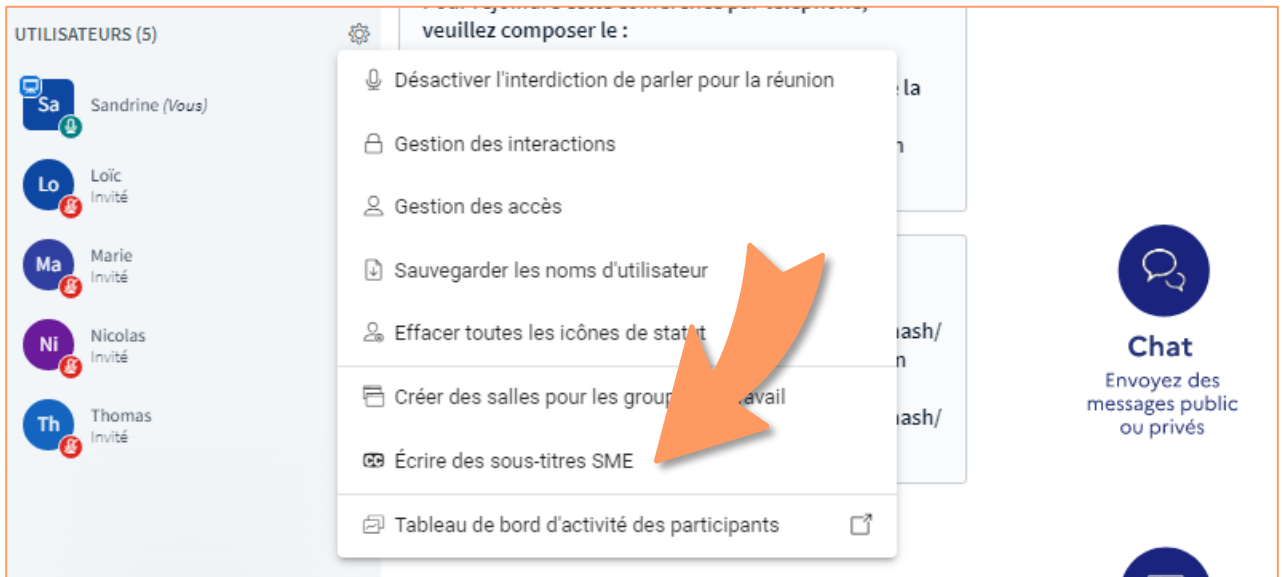 UTILISATEURS (5)
Sa
Sandrine (Vous)
Lo
Loïc
Invité
Ma
Marie
Invité
Ni
Nicolas
Invité
Th
Thomas
Invité
veuillez composer le :
la
Désactiver l'interdiction de parler pour la réunion
Gestion des interactions
Gestion des accès
Sauvegarder les noms d'utilisateur
Effacer toutes les icônes de statut
Créer des salles pour les
Écrire des sous-titres SME
Tableau de bord d'activité des participants
Chat
Envoyez des
messages public
ou privés